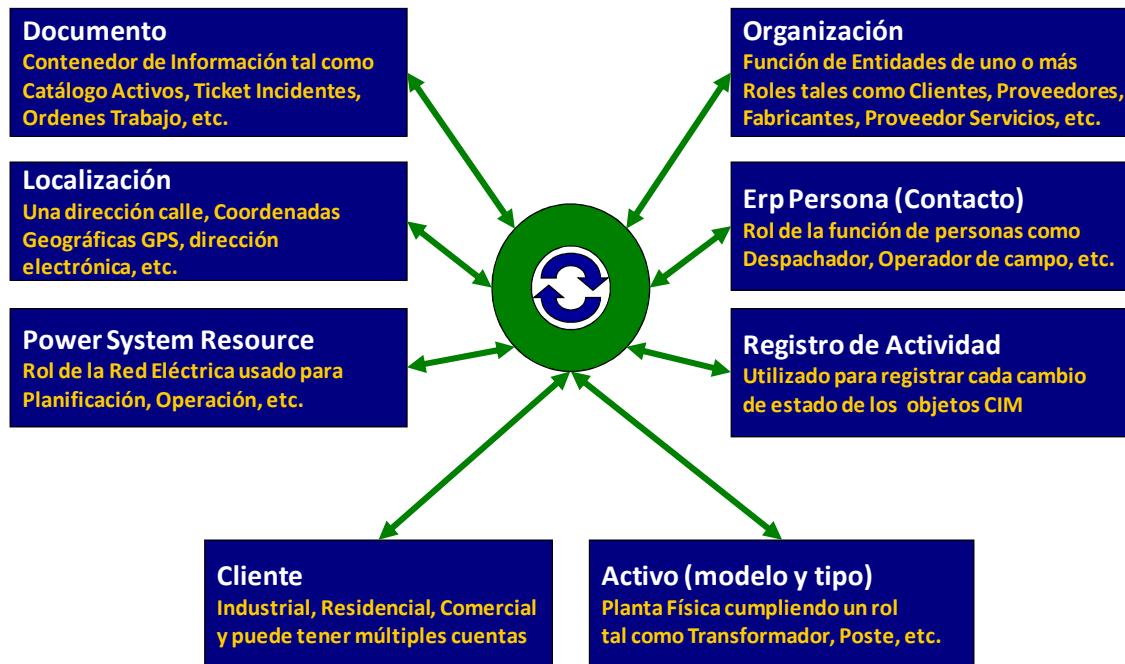 Documento
Contenedor de Información tal como
Catálogo Activos, Ticket Incidentes,
Ordenes Trabajo, etc.
Localización
Una dirección calle, Coordenadas
Geográficas GPS, dirección
electrónica, etc.
Power System Resource
Rol de la Red Eléctrica usado para
Planificación, Operación, etc.
Organización
Función de Entidades de uno o más
Roles tales como Clientes, Proveedores,
Fabricantes, Proveedor Servicios, etc.
Erp Persona (Contacto)
Rol de la función de personas como
Despachador, Operador de campo, etc.
Registro de Actividad
Utilizado para registrar cada cambio
de estado de los objetos CIM
Cliente
Industrial, Residencial, Comercial
y puede tener múltiples cuentas
Activo (modelo y tipo)
Planta Física cumpliendo un rol
tal como Transformador, Poste, etc.